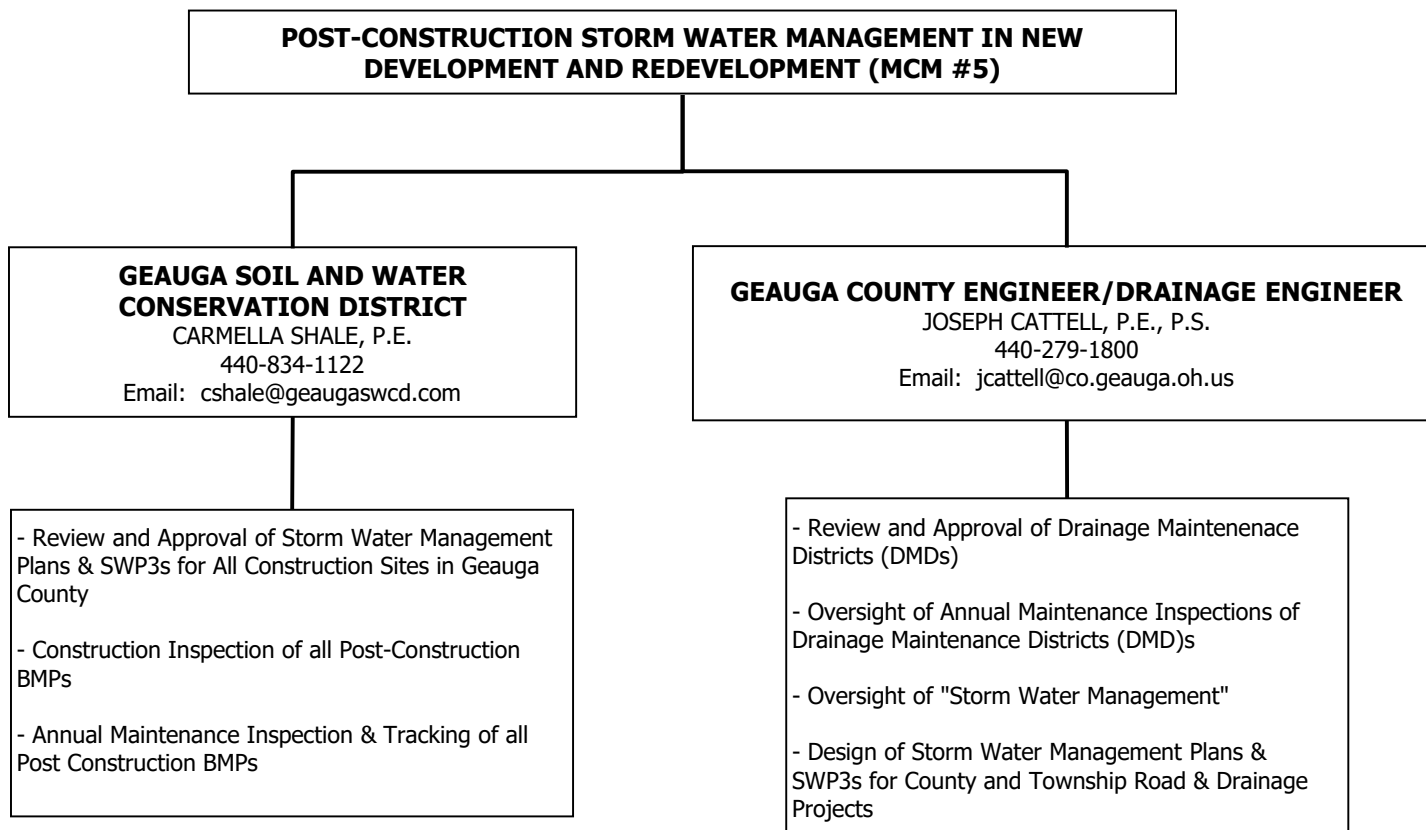 POST-CONSTRUCTION STORM WATER MANAGEMENT IN NEW
DEVELOPMENT AND REDEVELOPMENT (MCM #5)
GEAUGA SOIL AND WATER
CONSERVATION DISTRICT
CARMELLA SHALE, P.E.
440-834-1122
Email: cshale@geaugaswcd.com
- Review and Approval of Storm Water Management
Plans & SWP3s for All Construction Sites in Geauga
County
- Construction Inspection of all Post-Construction
BMPs
- Annual Maintenance Inspection & Tracking of all
Post Construction BMPs
GEAUGA COUNTY ENGINEER/DRAINAGE ENGINEER
JOSEPH CATTELL, P.E., P.S.
440-279-1800
Email: jcattell@co.geauga.oh.us
- Review and Approval of Drainage Maintenenace
Districts (DMDs)
- Oversight of Annual Maintenance Inspections of
Drainage Maintenance Districts (DMD)s
- Oversight of "Storm Water Management"
- Design of Storm Water Management Plans &
SWP3s for County and Township Road & Drainage
Projects